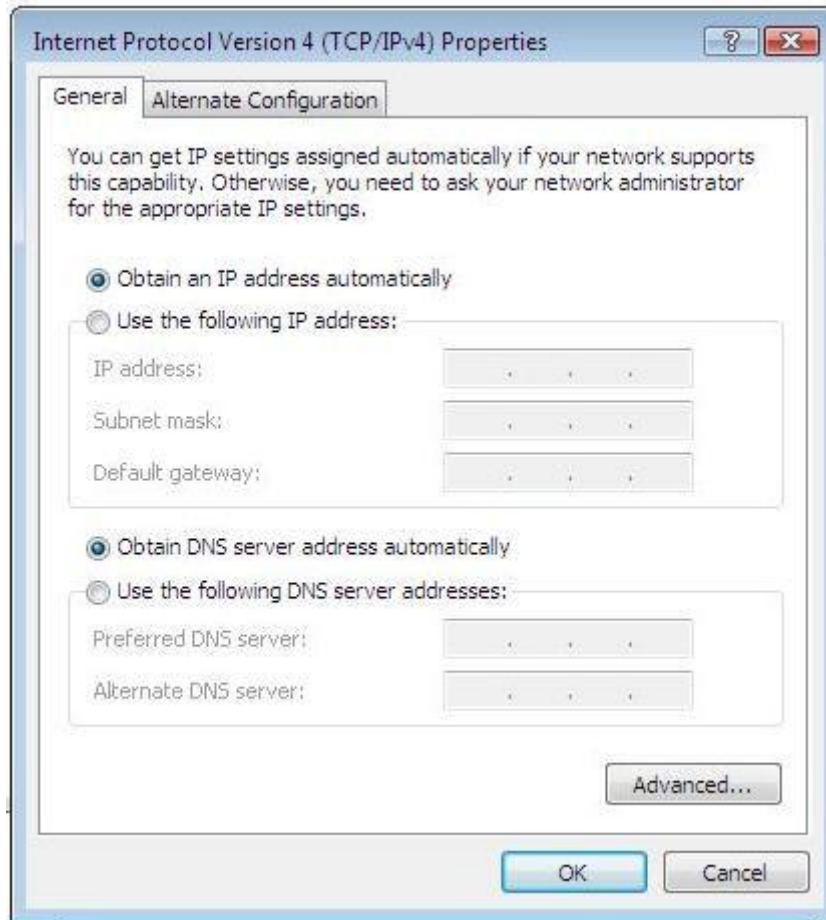 Internet Protocol Version 4 (TCP/IPv4) Properties
General
Alternate Configuration
You can get IP settings assigned automatically if your network supports
this capability. Otherwise, you need to ask your network administrator
for the appropriate IP settings.
Obtain an IP address automatically
Use the following IP address:
IP address:
Subnet mask:
Default gateway:
Obtain DNS server address automatically
Use the following DNS server addresses:
Preferred DNS server:
Alternate DNS server:
Advanced...
OK
Cancel